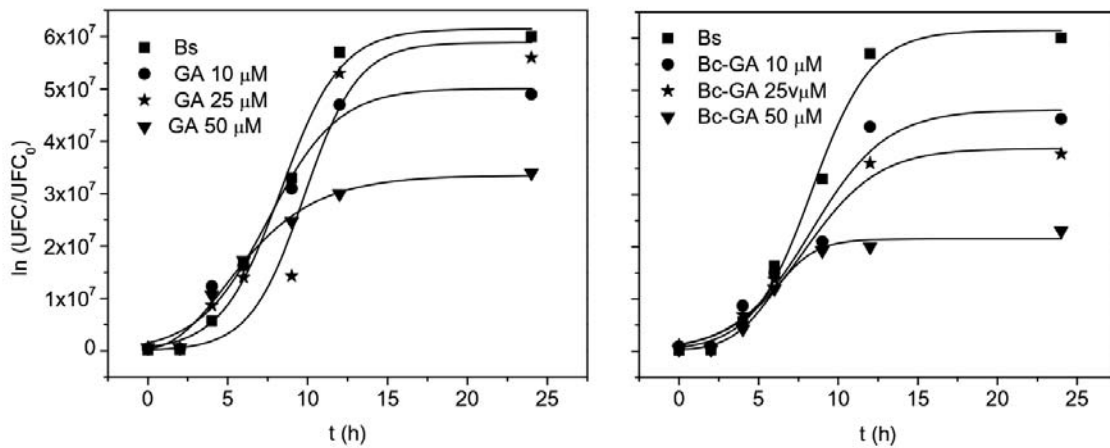 6x10⁷
5x10⁷
4x10⁷
3x10⁷
2x10⁷
1x10⁷
0
ln (UFC/UFC₀)
Bs
GA 10 μM
GA 25 μM
GA 50 μM
0 5 10 15 20 25
t (h)
Bs
Bc-GA 10 μM
Bc-GA 25vμM
Bc-GA 50 μM
0 5 10 15 20 25
t (h)